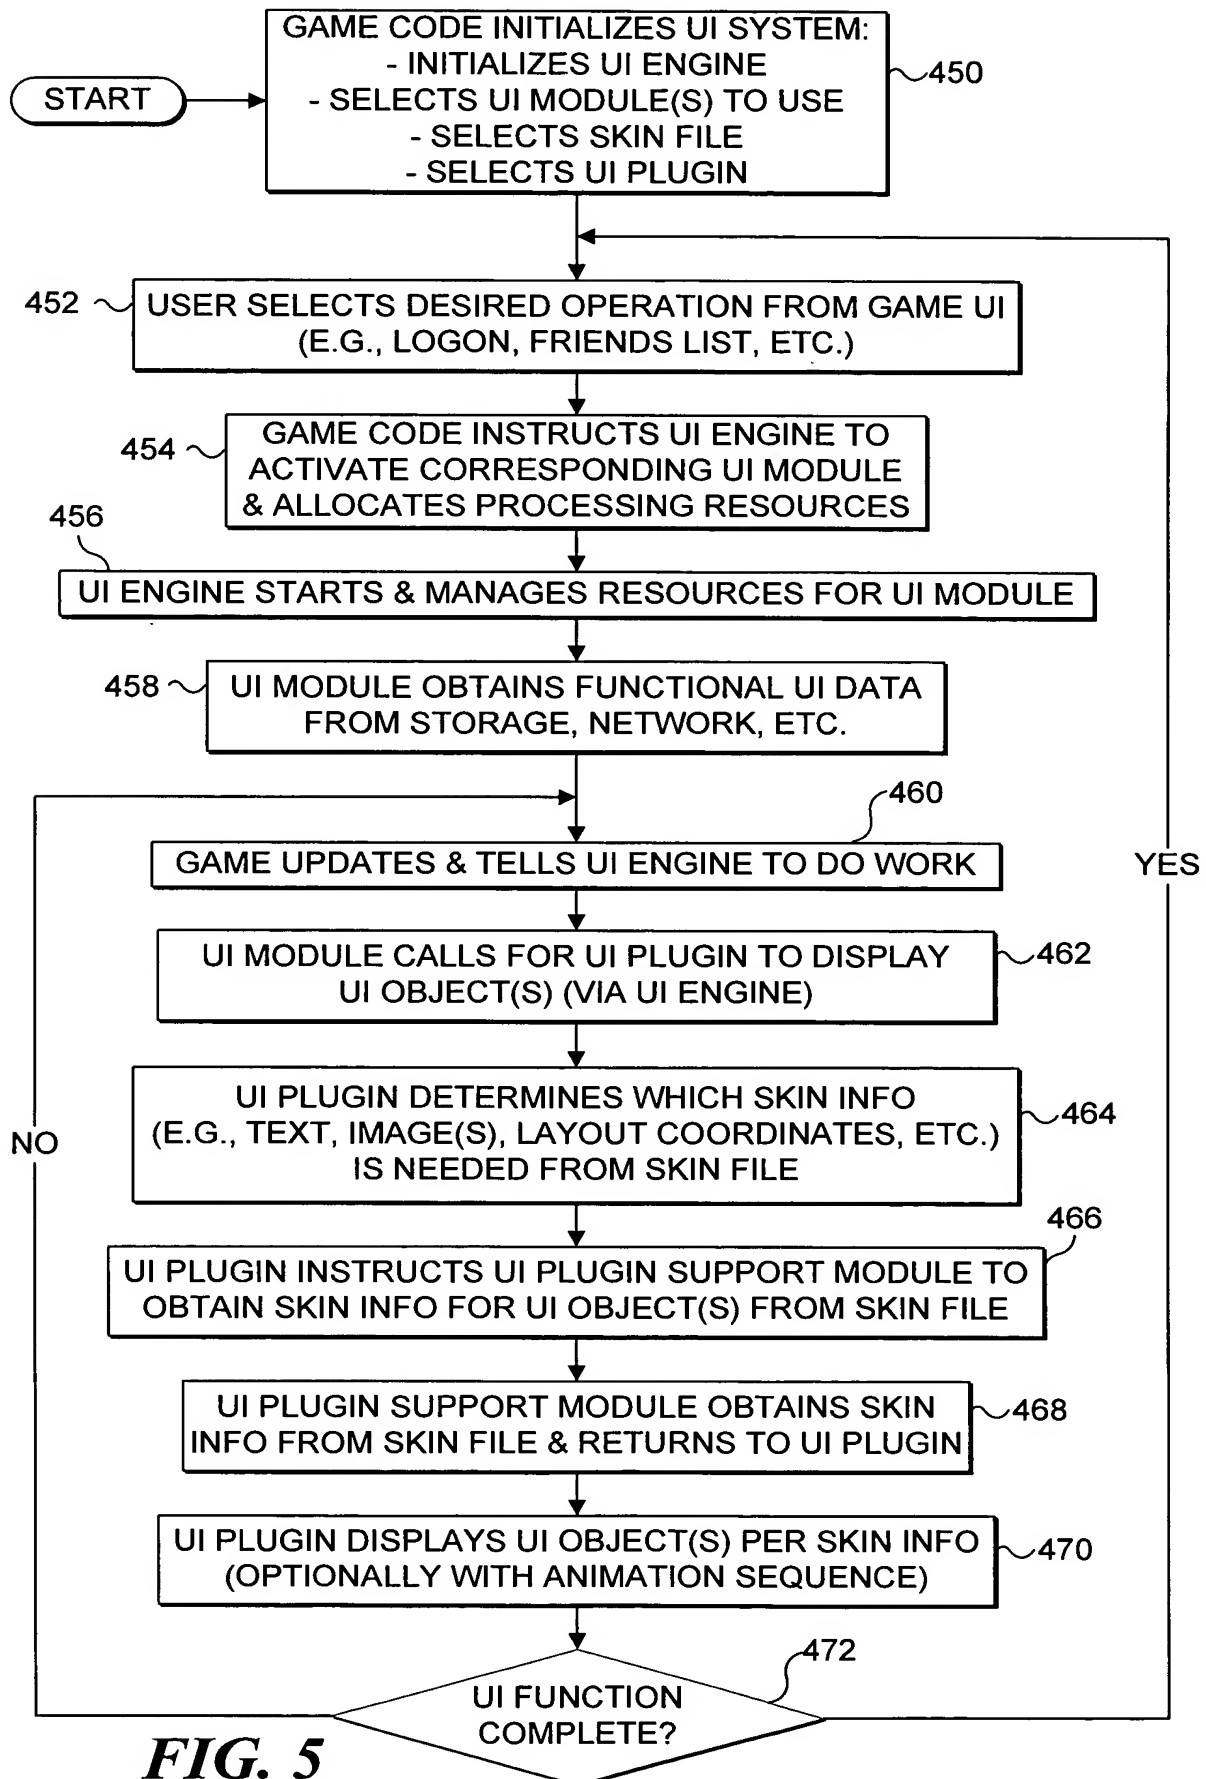 GAME CODE INITIALIZES UI SYSTEM:
- INITIALIZES UI ENGINE
- SELECTS UI MODULE(S) TO USE
- SELECTS SKIN FILE
- SELECTS UI PLUGIN
450
START
452
USER SELECTS DESIRED OPERATION FROM GAME UI
(E.G., LOGON, FRIENDS LIST, ETC.)
454
GAME CODE INSTRUCTS UI ENGINE TO
ACTIVATE CORRESPONDING UI MODULE
& ALLOCATES PROCESSING RESOURCES
456
UI ENGINE STARTS & MANAGES RESOURCES FOR UI MODULE
458
UI MODULE OBTAINS FUNCTIONAL UI DATA
FROM STORAGE, NETWORK, ETC.
460
GAME UPDATES & TELLS UI ENGINE TO DO WORK
YES
UI MODULE CALLS FOR UI PLUGIN TO DISPLAY
UI OBJECT(S) (VIA UI ENGINE)
462
UI PLUGIN DETERMINES WHICH SKIN INFO
(E.G., TEXT, IMAGE(S), LAYOUT COORDINATES, ETC.)
IS NEEDED FROM SKIN FILE
464
NO
466
UI PLUGIN INSTRUCTS UI PLUGIN SUPPORT MODULE TO
OBTAIN SKIN INFO FOR UI OBJECT(S) FROM SKIN FILE
UI PLUGIN SUPPORT MODULE OBTAINS SKIN
INFO FROM SKIN FILE & RETURNS TO UI PLUGIN
468
UI PLUGIN DISPLAYS UI OBJECT(S) PER SKIN INFO
(OPTIONALLY WITH ANIMATION SEQUENCE)
470
472
UI FUNCTION
COMPLETE?
FIG. 5